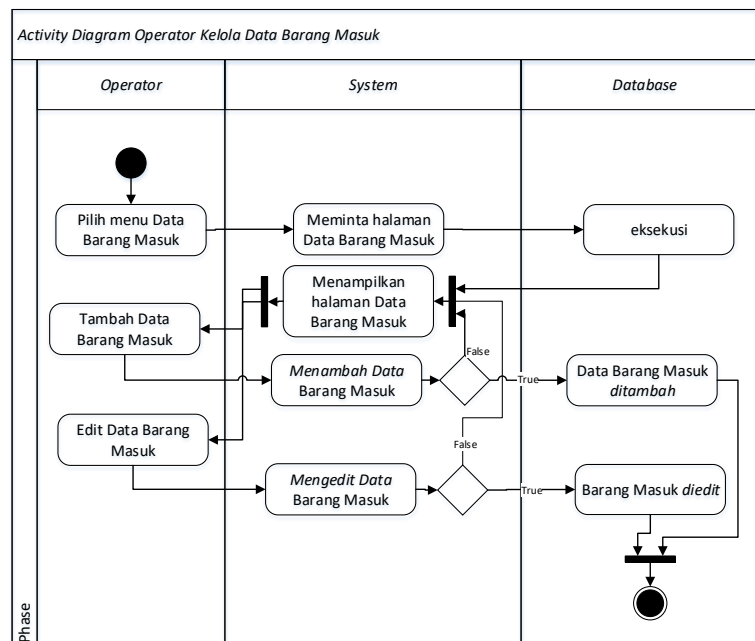 Activity Diagram Operator Kelola Data Barang Masuk
Operator
System
Database
Pilih menu Data
Barang Masuk
Meminta halaman
Data Barang Masuk
eksekusi
Menampilkan
halaman Data
Barang Masuk
Tambah Data
Barang Masuk
False
Menambah Data
Barang Masuk
True
Data Barang Masuk
ditambah
Edit Data Barang
Masuk
False
Mengedit Data
Barang Masuk
True
Barang Masuk diedit
Phase